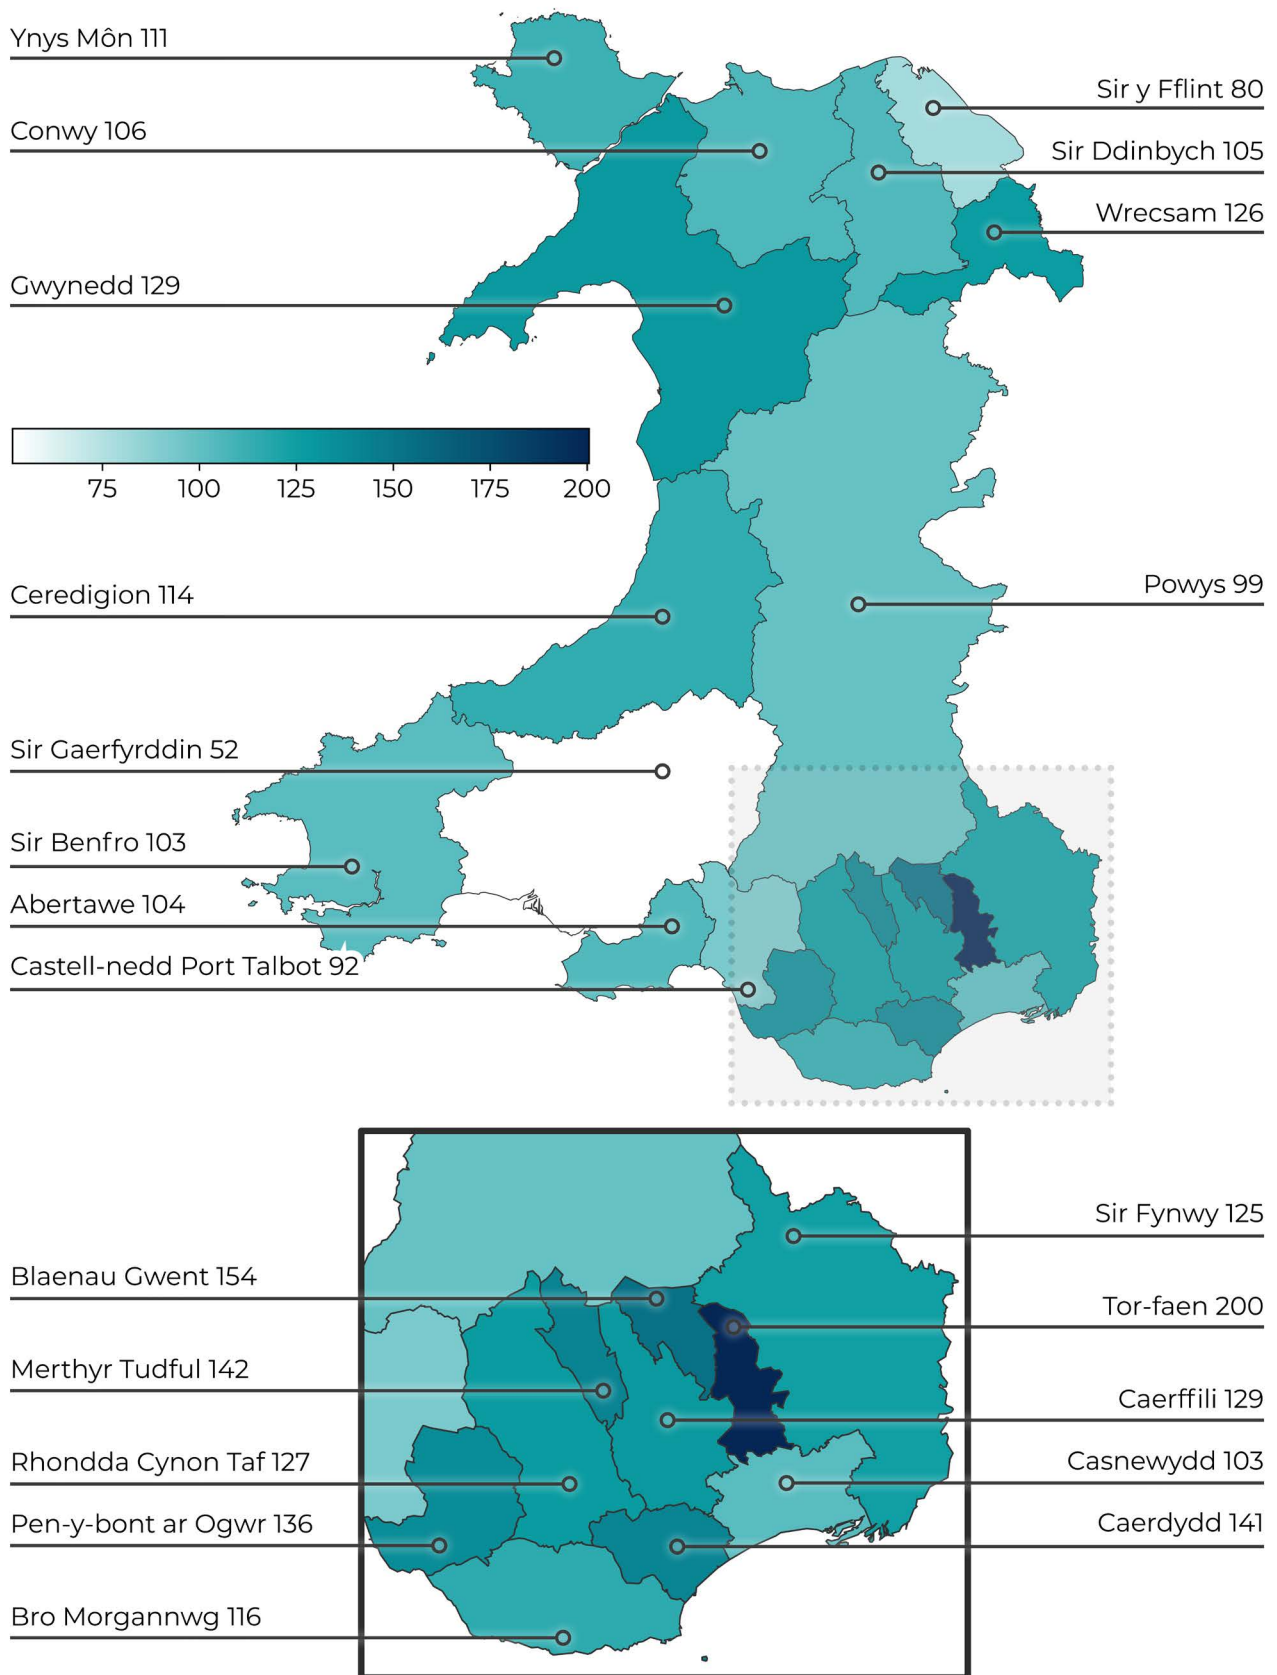 Ynys Môn 111
Sir y Fflint 80
Conwy 106
Sir Ddinbych 105
Wrecsam 126
Gwynedd 129
75 100 125 150 175 200
Ceredigion 114
Powys 99
Sir Gaerfyrddin 52
Sir Benfro 103
Abertawe 104
Castell-nedd Port Talbot 92
Sir Fynwy 125
Blaenau Gwent 154
Tor-faen 200
Merthyr Tudful 142
Caerffili 129
Rhondda Cynon Taf 127
Casnewydd 103
Pen-y-bont ar Ogwr 136
Caerdydd 141
Bro Morgannwg 116